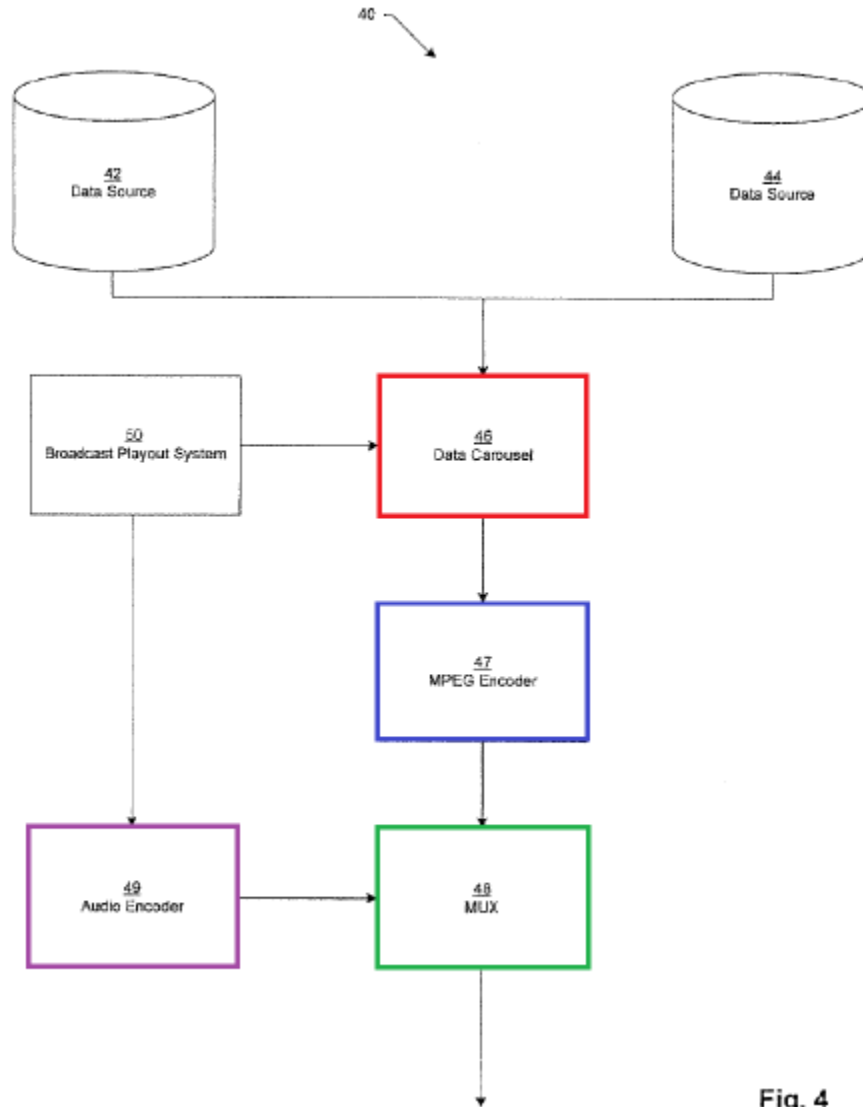 40
42
Data Source
44
Data Source
50
Broadcast Playout System
46
Data Carousel
47
MPEG Encoder
49
Audio Encoder
48
MUX
Fig. 4